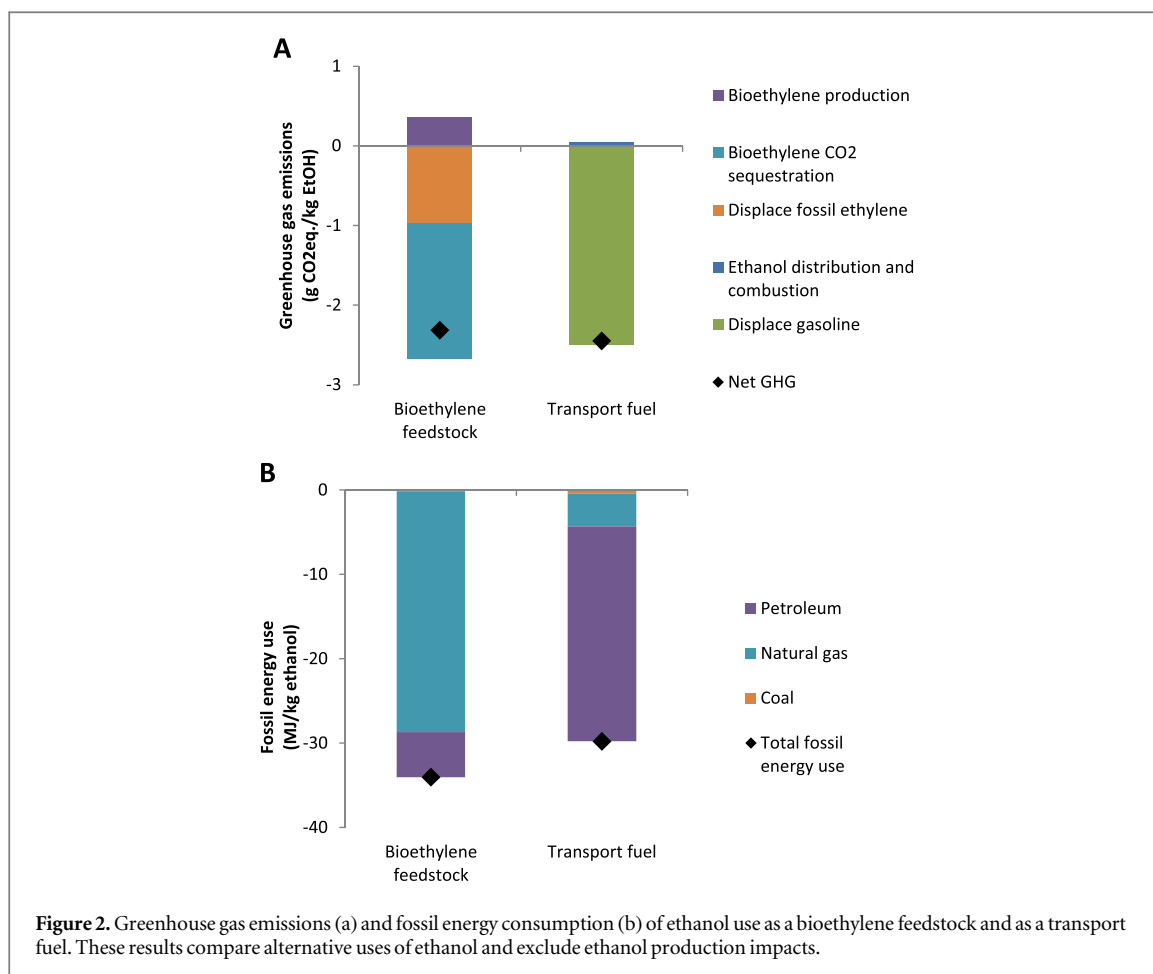 A
Greenhouse gas emissions
(g CO2eq./kg EtOH)
1
0
-1
-2
-3
Bioethylene
feedstock
Transport fuel
Bioethylene production
Bioethylene CO2
sequestration
Displace fossil ethylene
Ethanol distribution and
combustion
Displace gasoline
Net GHG
B
Fossil energy use
(MJ/kg ethanol)
0
-10
-20
-30
-40
Bioethylene
feedstock
Transport fuel
Petroleum
Natural gas
Coal
Total fossil
energy use
Figure 2. Greenhouse gas emissions (a) and fossil energy consumption (b) of ethanol use as a bioethylene feedstock and as a transport
fuel. These results compare alternative uses of ethanol and exclude ethanol production impacts.